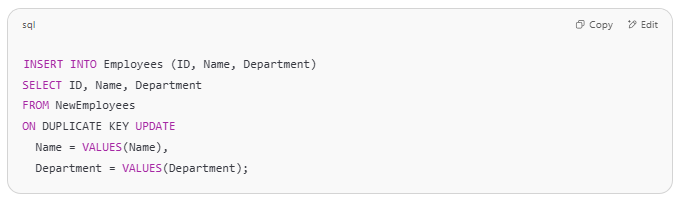 sql
Copy
Edit
INSERT INTO Employees (ID, Name, Department)
SELECT ID, Name, Department
FROM NewEmployees
ON DUPLICATE KEY UPDATE
  Name = VALUES(Name),
  Department = VALUES(Department);